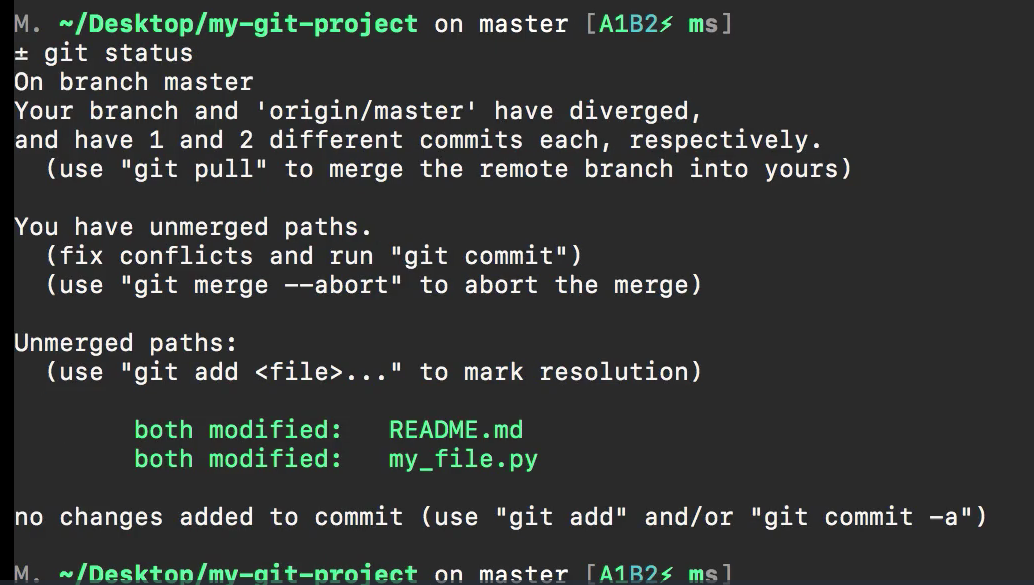 M. ~/Desktop/my-git-project on master [A1B2⚡ ms]
± git status
On branch master
Your branch and 'origin/master' have diverged,
and have 1 and 2 different commits each, respectively.
  (use "git pull" to merge the remote branch into yours)

You have unmerged paths.
  (fix conflicts and run "git commit")
  (use "git merge --abort" to abort the merge)

Unmerged paths:
  (use "git add <file>..." to mark resolution)

        both modified:   README.md
        both modified:   my_file.py

no changes added to commit (use "git add" and/or "git commit -a")

M. ~/Desktop/my-git-project on master [A1B2⚡ ms]